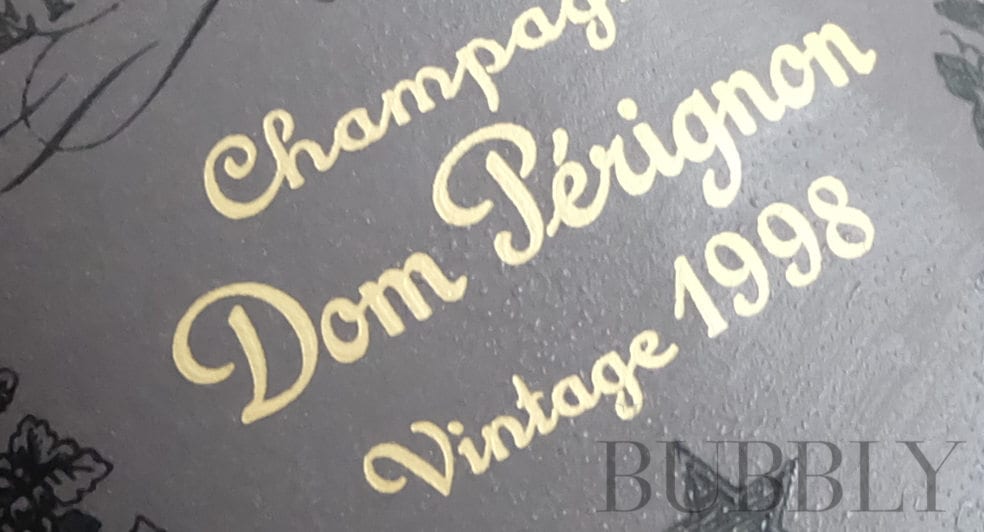 Champag
Dom Pérignon
Vintage 1998
BUBBLY